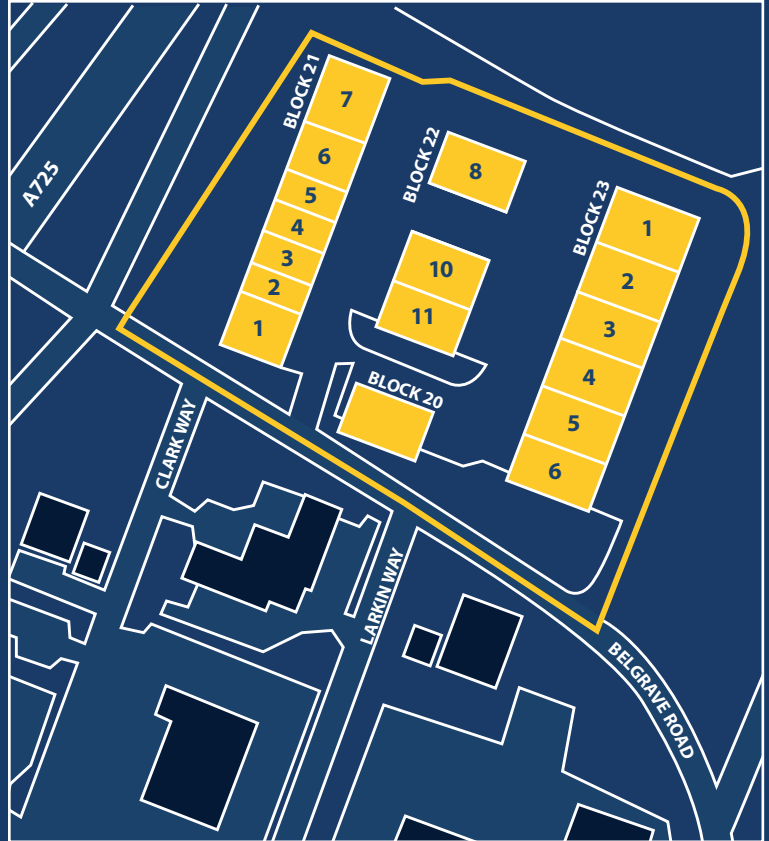 A725
BLOCK 21
7
6
5
4
3
2
1
BLOCK 22
8
10
11
BLOCK 20
BLOCK 23
1
2
3
4
5
6
CLARK WAY
LARKIN WAY
BELGRAVE ROAD